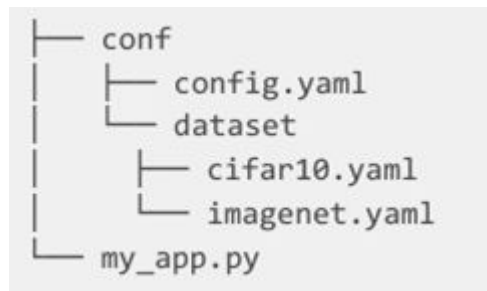 ├── conf
│   ├── config.yaml
│   └── dataset
│       ├── cifar10.yaml
│       └── imagenet.yaml
└── my_app.py